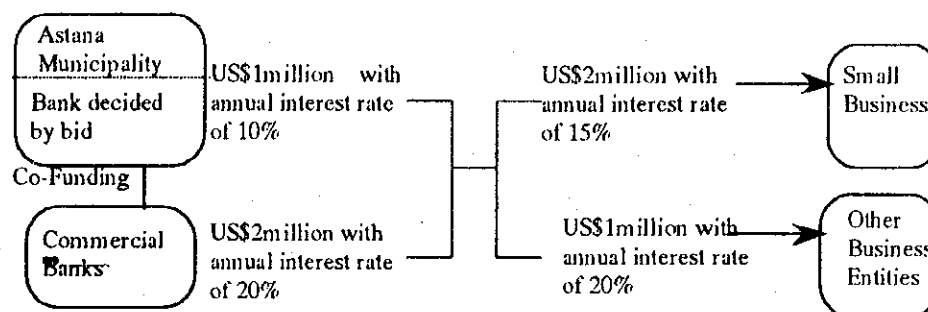 Astana
Municipality
Bank decided
by bid
US$1million with
annual interest rate
of 10%
US$2million with
annual interest rate
of 15%
Small
Business
Co-Funding
Commercial
Banks
US$2million with
annual interest rate
of 20%
US$1million with
annual interest rate
of 20%
Other
Business
Entities